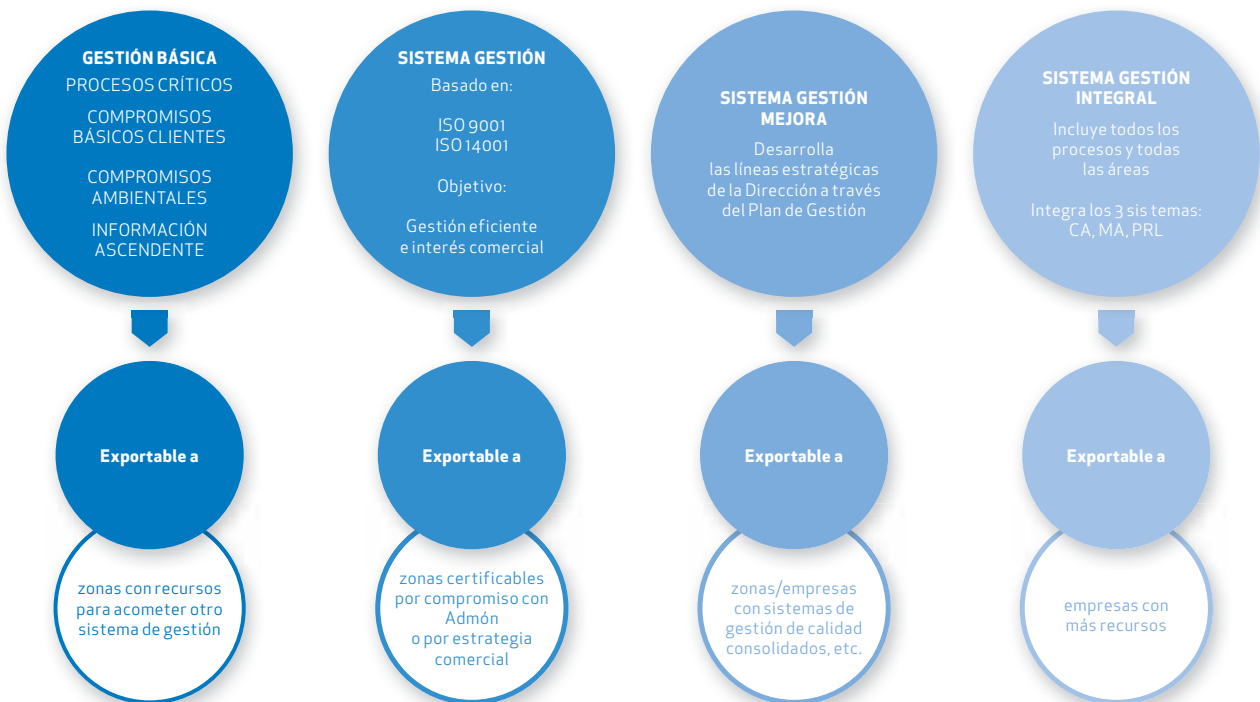 GESTIÓN BÁSICA
PROCESOS CRÍTICOS
COMPROMISOS
BÁSICOS CLIENTES
COMPROMISOS
AMBIENTALES
INFORMACIÓN
ASCENDENTE
SISTEMA GESTIÓN
Basado en:
ISO 9001
ISO 14001
Objetivo:
Gestión eficiente
e interés comercial
SISTEMA GESTIÓN
MEJORA
Desarrolla
las líneas estratégicas
de la Dirección a través
del Plan de Gestión
SISTEMA GESTIÓN
INTEGRAL
Incluye todos los
procesos y todas
las áreas
Integra los 3 sis temas:
CA, MA, PRL
Exportable a
Exportable a
Exportable a
Exportable a
zonas con recursos
para acometer otro
sistema de gestión
zonas certificables
por compromiso con
Admón
o por estrategia
comercial
zonas/empresas
con sistemas de
gestión de calidad
consolidados, etc.
empresas con
más recursos